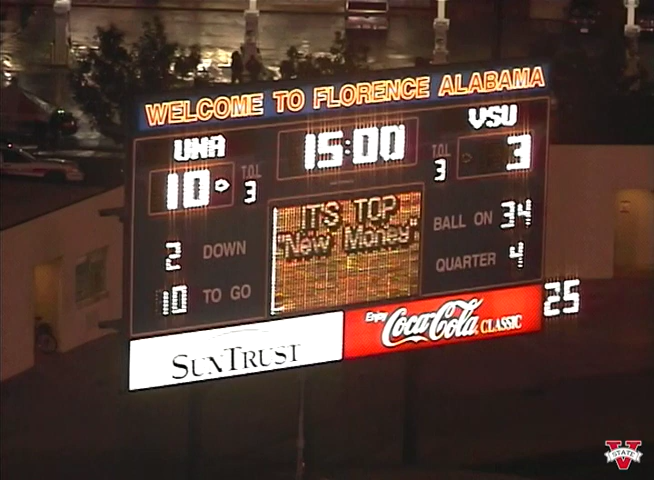 WELCOME TO FLORENCE ALABAMA
UNA
15:00
VSU
10
T.O.L
3
T.O.L
3
3
IT'S TOP
"New Money"
2 DOWN
BALL ON 34
10 TO GO
QUARTER 4
25
SUNTRUST
Enjoy Coca-Cola CLASSIC
V STATE